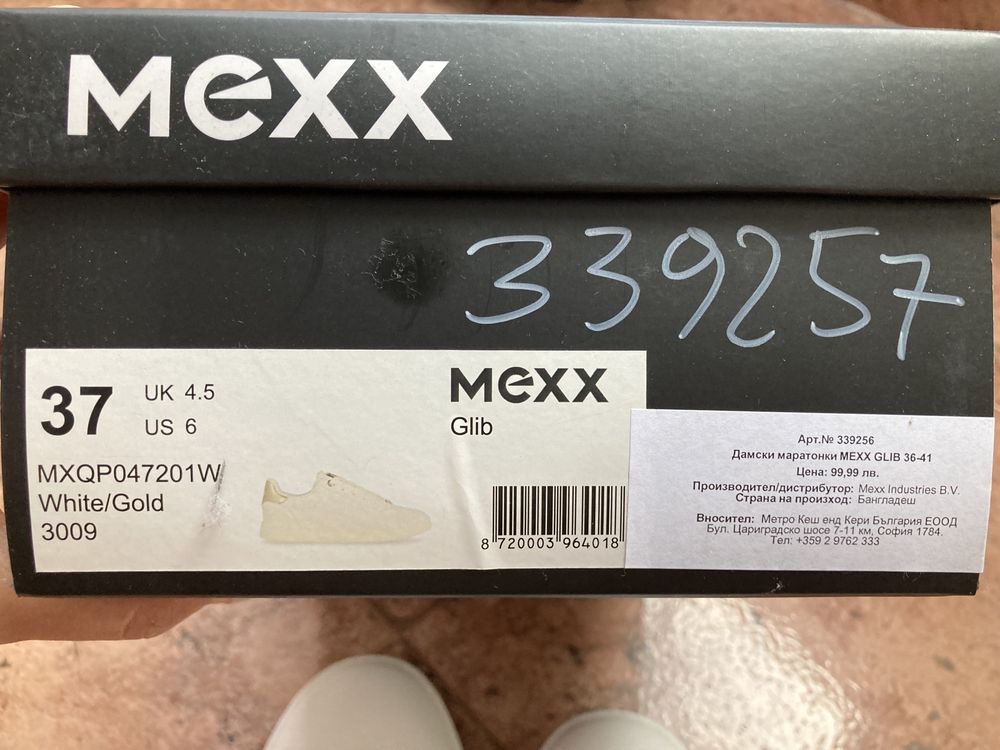 Mexx
339257
37
UK 4.5
US 6
MXQP047201W
White/Gold
3009
Mexx
Glib
8 720003 964018
Арт.№ 339256
Дамски маратонки MEXX GLIB 36-41
Цена: 99,99 лв.
Производител/дистрибутор: Mexx Industries B.V.
Страна на произход: Бангладеш
Вносител: Метро Кеш енд Кери България ЕООД
Бул. Цариградско шосе 7-11 км, София 1784.
Тел: +359 2 9762 333